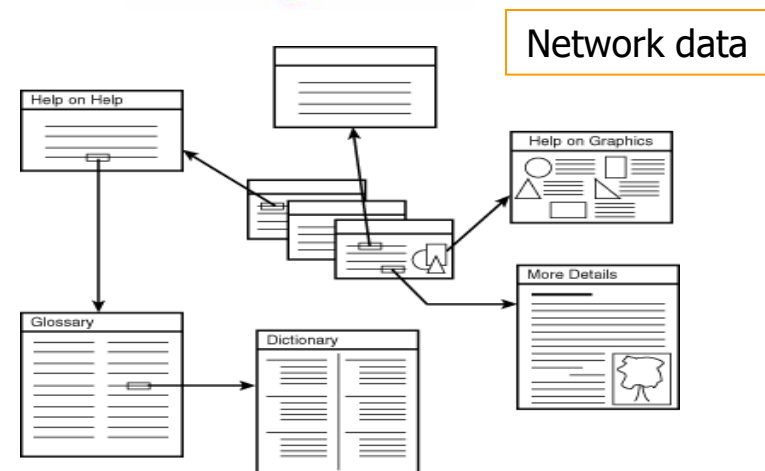 Network data
Help on Help
Help on Graphics
More Details
Glossary
Dictionary